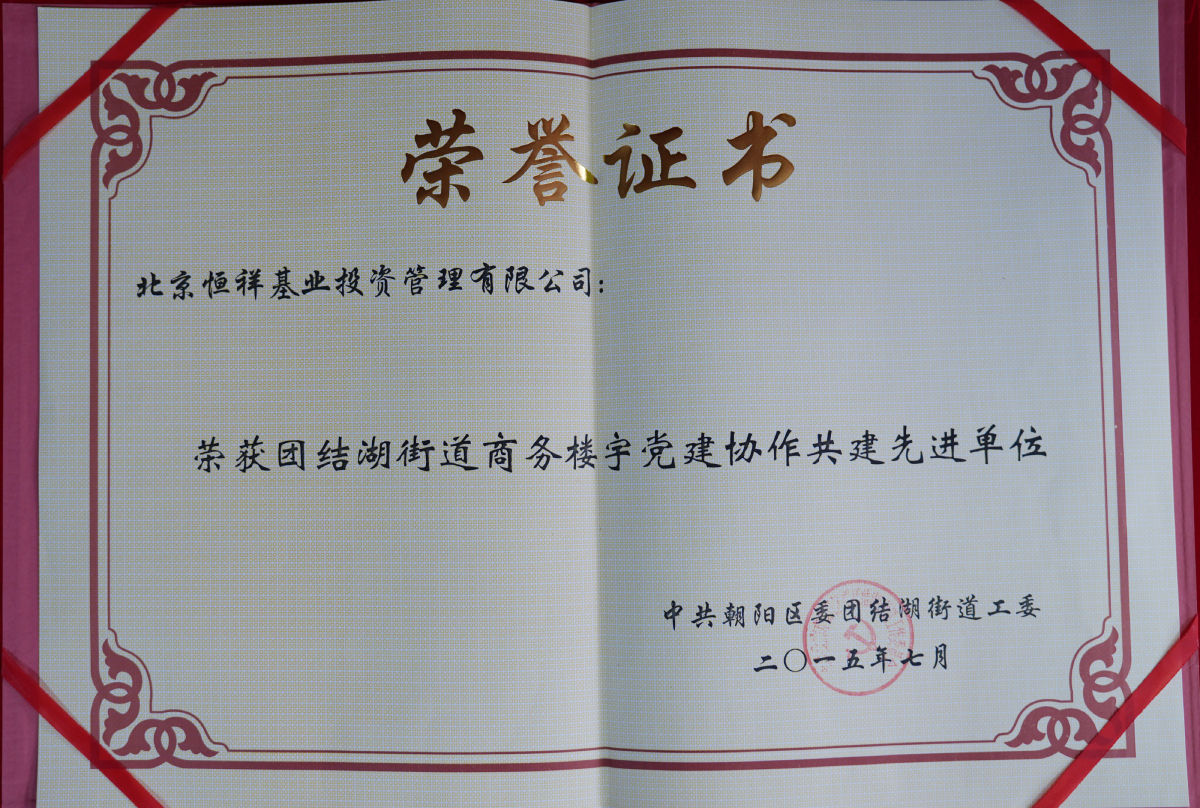 荣誉证书
北京恒祥基业投资管理有限公司：
荣获团结湖街道商务楼宇党建协作共建先进单位
中共朝阳区委团结湖街道工委
二〇一五年七月